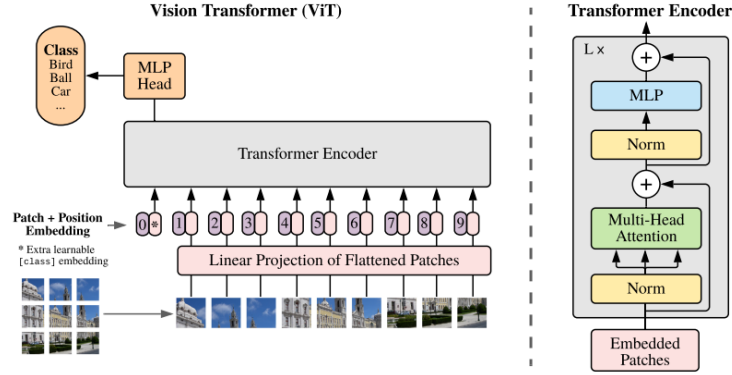 Vision Transformer (ViT)
Class
Bird
Ball
Car
...
MLP
Head
Transformer Encoder
Patch + Position
Embedding
0 * 1 2 3 4 5 6 7 8 9
* Extra learnable
[class] embedding
Linear Projection of Flattened Patches
Transformer Encoder
L x
+
MLP
Norm
+
Multi-Head
Attention
Norm
Embedded
Patches